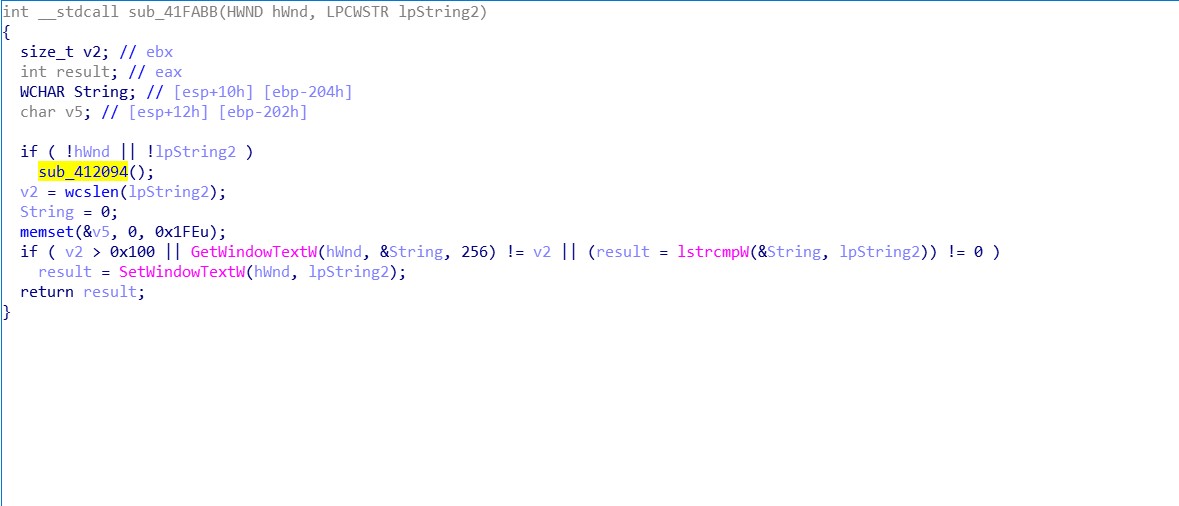 int __stdcall sub_41FABB(HWND hWnd, LPCWSTR lpString2)
{
  size_t v2; // ebx
  int result; // eax
  WCHAR String; // [esp+10h] [ebp-204h]
  char v5; // [esp+12h] [ebp-202h]

  if ( !hWnd || !lpString2 )
    sub_412094();
  v2 = wcslen(lpString2);
  String = 0;
  memset(&v5, 0, 0x1FEu);
  if ( v2 > 0x100 || GetWindowTextW(hWnd, &String, 256) != v2 || (result = lstrcmpW(&String, lpString2)) != 0 )
    result = SetWindowTextW(hWnd, lpString2);
  return result;
}